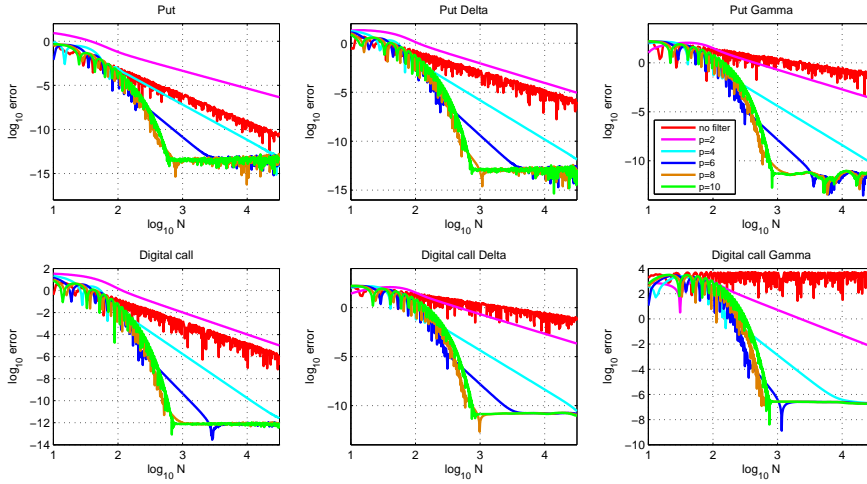 Put
0
−5
−10
−15
log10 error
1
2
3
4
log10 N
Put Delta
0
−5
−10
−15
log10 error
1
2
3
4
log10 N
Put Gamma
0
−5
−10
log10 error
no filter
p=2
p=4
p=6
p=8
p=10
1
2
3
4
log10 N
Digital call
2
0
−2
−4
−6
−8
−10
−12
−14
log10 error
1
2
3
4
log10 N
Digital call Delta
0
−5
−10
log10 error
1
2
3
4
log10 N
Digital call Gamma
4
2
0
−2
−4
−6
−8
−10
log10 error
1
2
3
4
log10 N